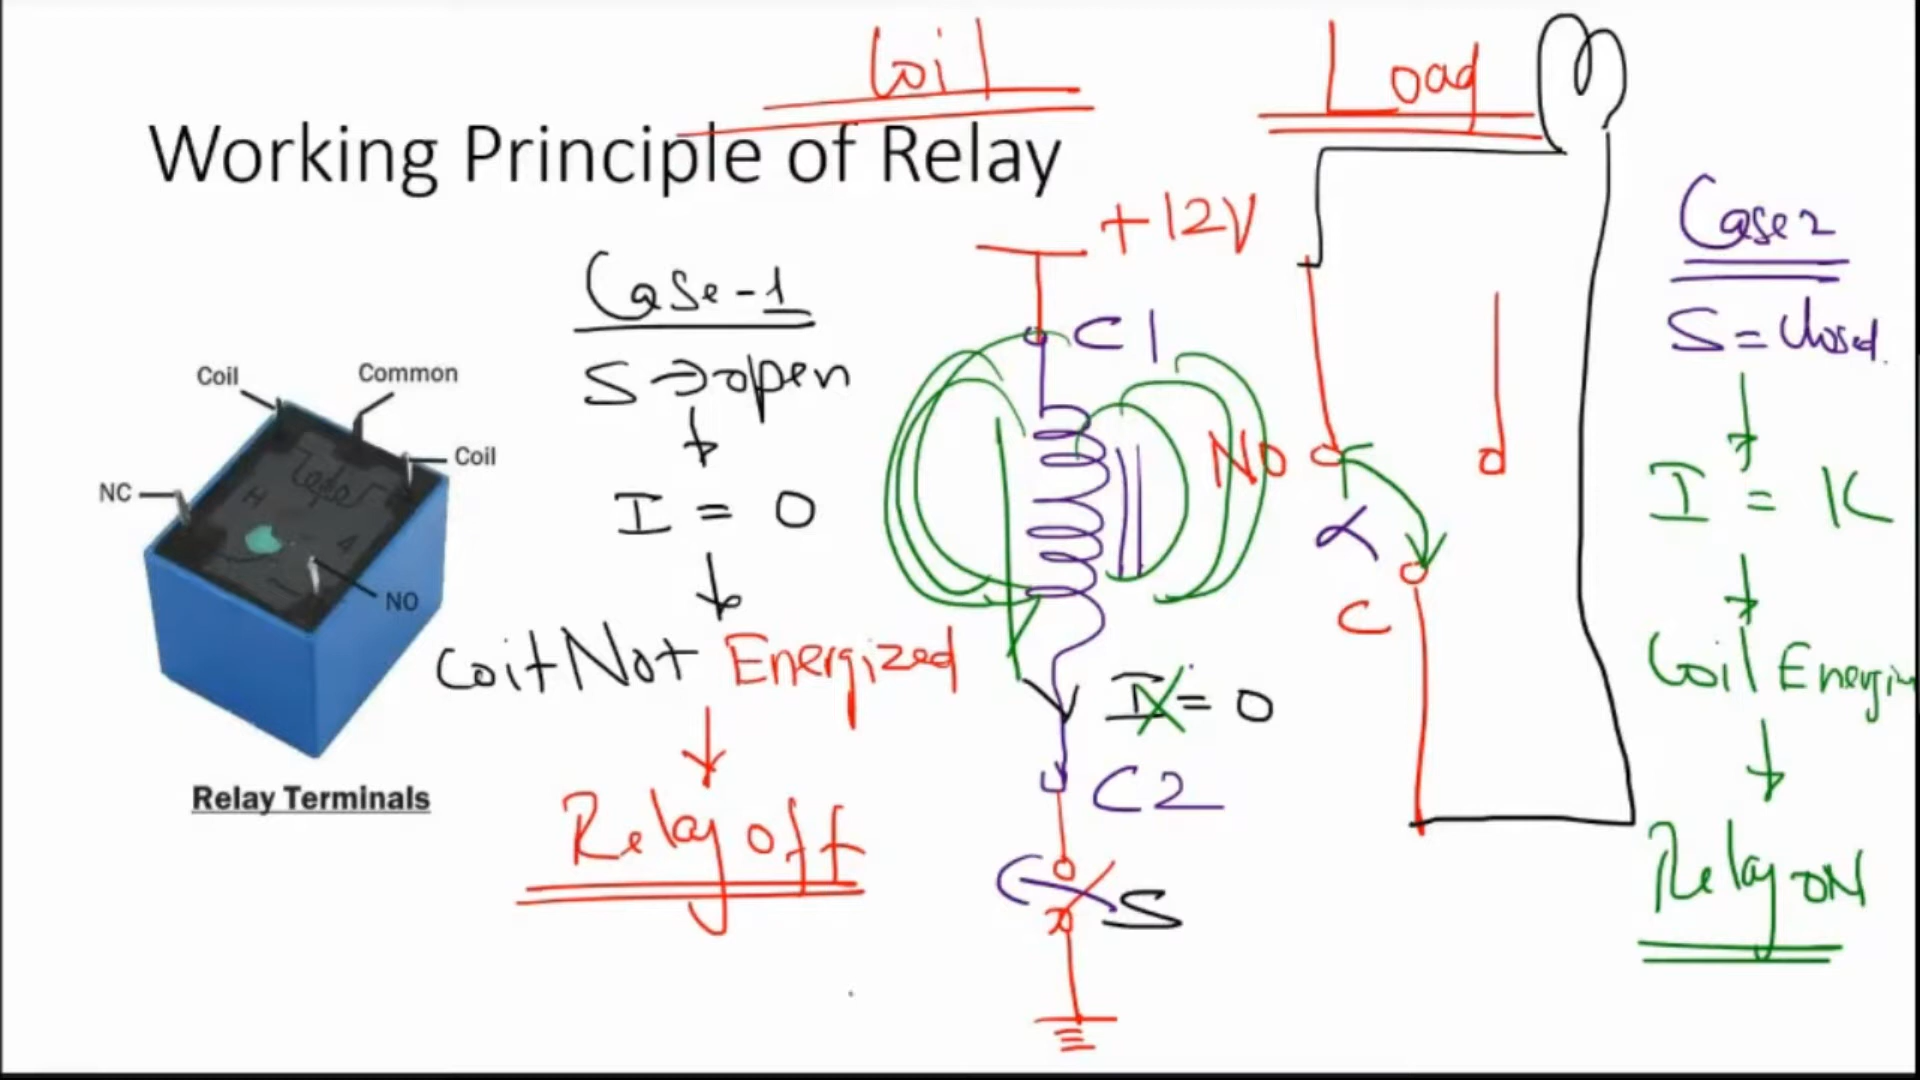 Coil
Load
Working Principle of Relay
+12V
Case-1
S→open
I = 0
Coil Not Energized
Relay off
Coil
Common
Coil
NC
NO
Relay Terminals
C1
I = 0
C2
S
NO
C
Case 2
S = Closed.
I = K
Coil
Relay ON